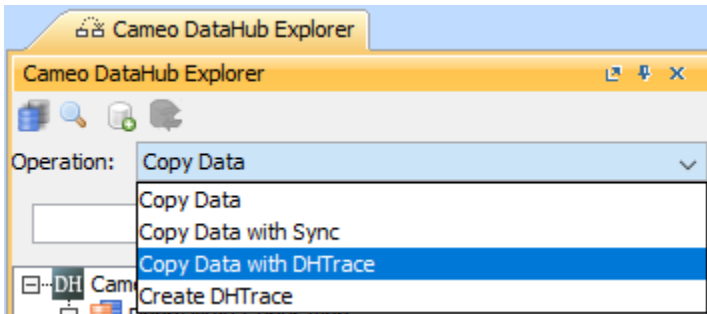 Cameo DataHub Explorer
Cameo DataHub Explorer
Operation: Copy Data
Copy Data
Copy Data with Sync
Copy Data with DHTrace
Create DHTrace
DH